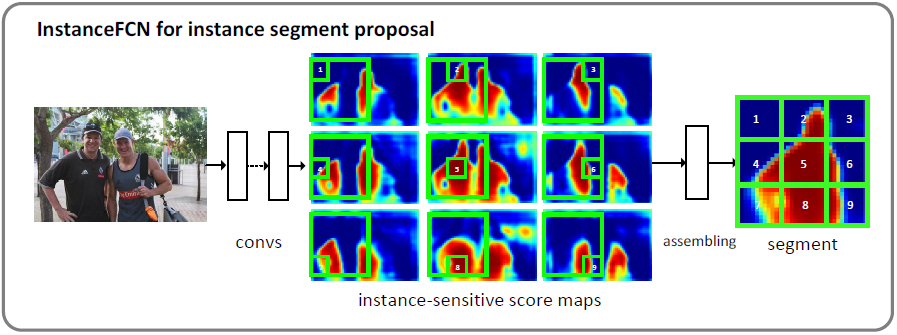 InstanceFCN for instance segment proposal
1
2
3
4
5
6
8
9
convs
instance-sensitive score maps
assembling
1 2 3
4 5 6
7 8 9
segment